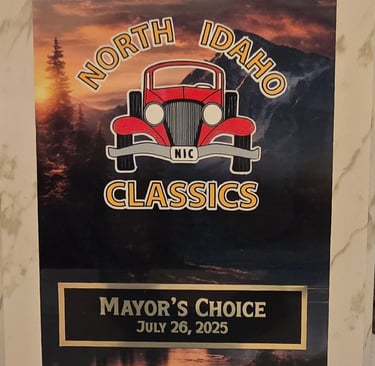 NORTH IDAHO
NIC
CLASSICS
MAYOR'S CHOICE
JULY 26, 2025